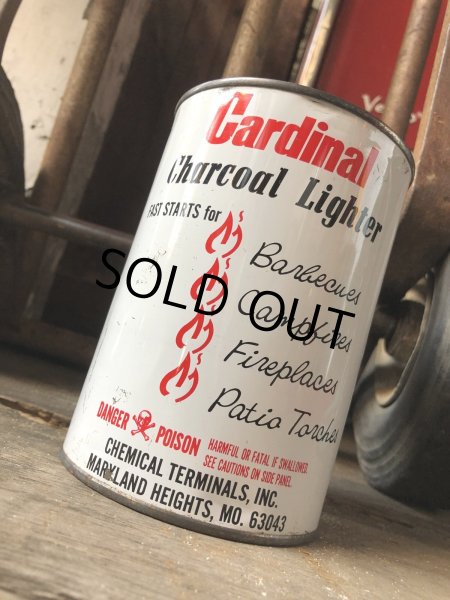 Cardinal
Charcoal Lighter
FAST STARTS for
Barbecues
Campfires
Fireplaces
Patio Torches
SOLD OUT
DANGER POISON
HARMFUL OR FATAL IF SWALLOWED.
SEE CAUTIONS ON SIDE PANEL.
CHEMICAL TERMINALS, INC.
MARYLAND HEIGHTS, MO. 63043